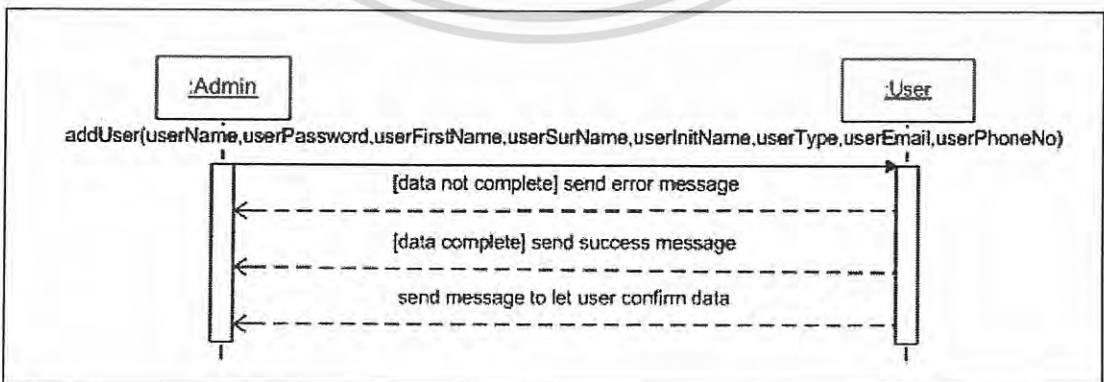 :Admin
:User
addUser(userName,userPassword,userFirstName,userSurName,userInitName,userType,userEmail,userPhoneNo)
[data not complete] send error message
[data complete] send success message
send message to let user confirm data